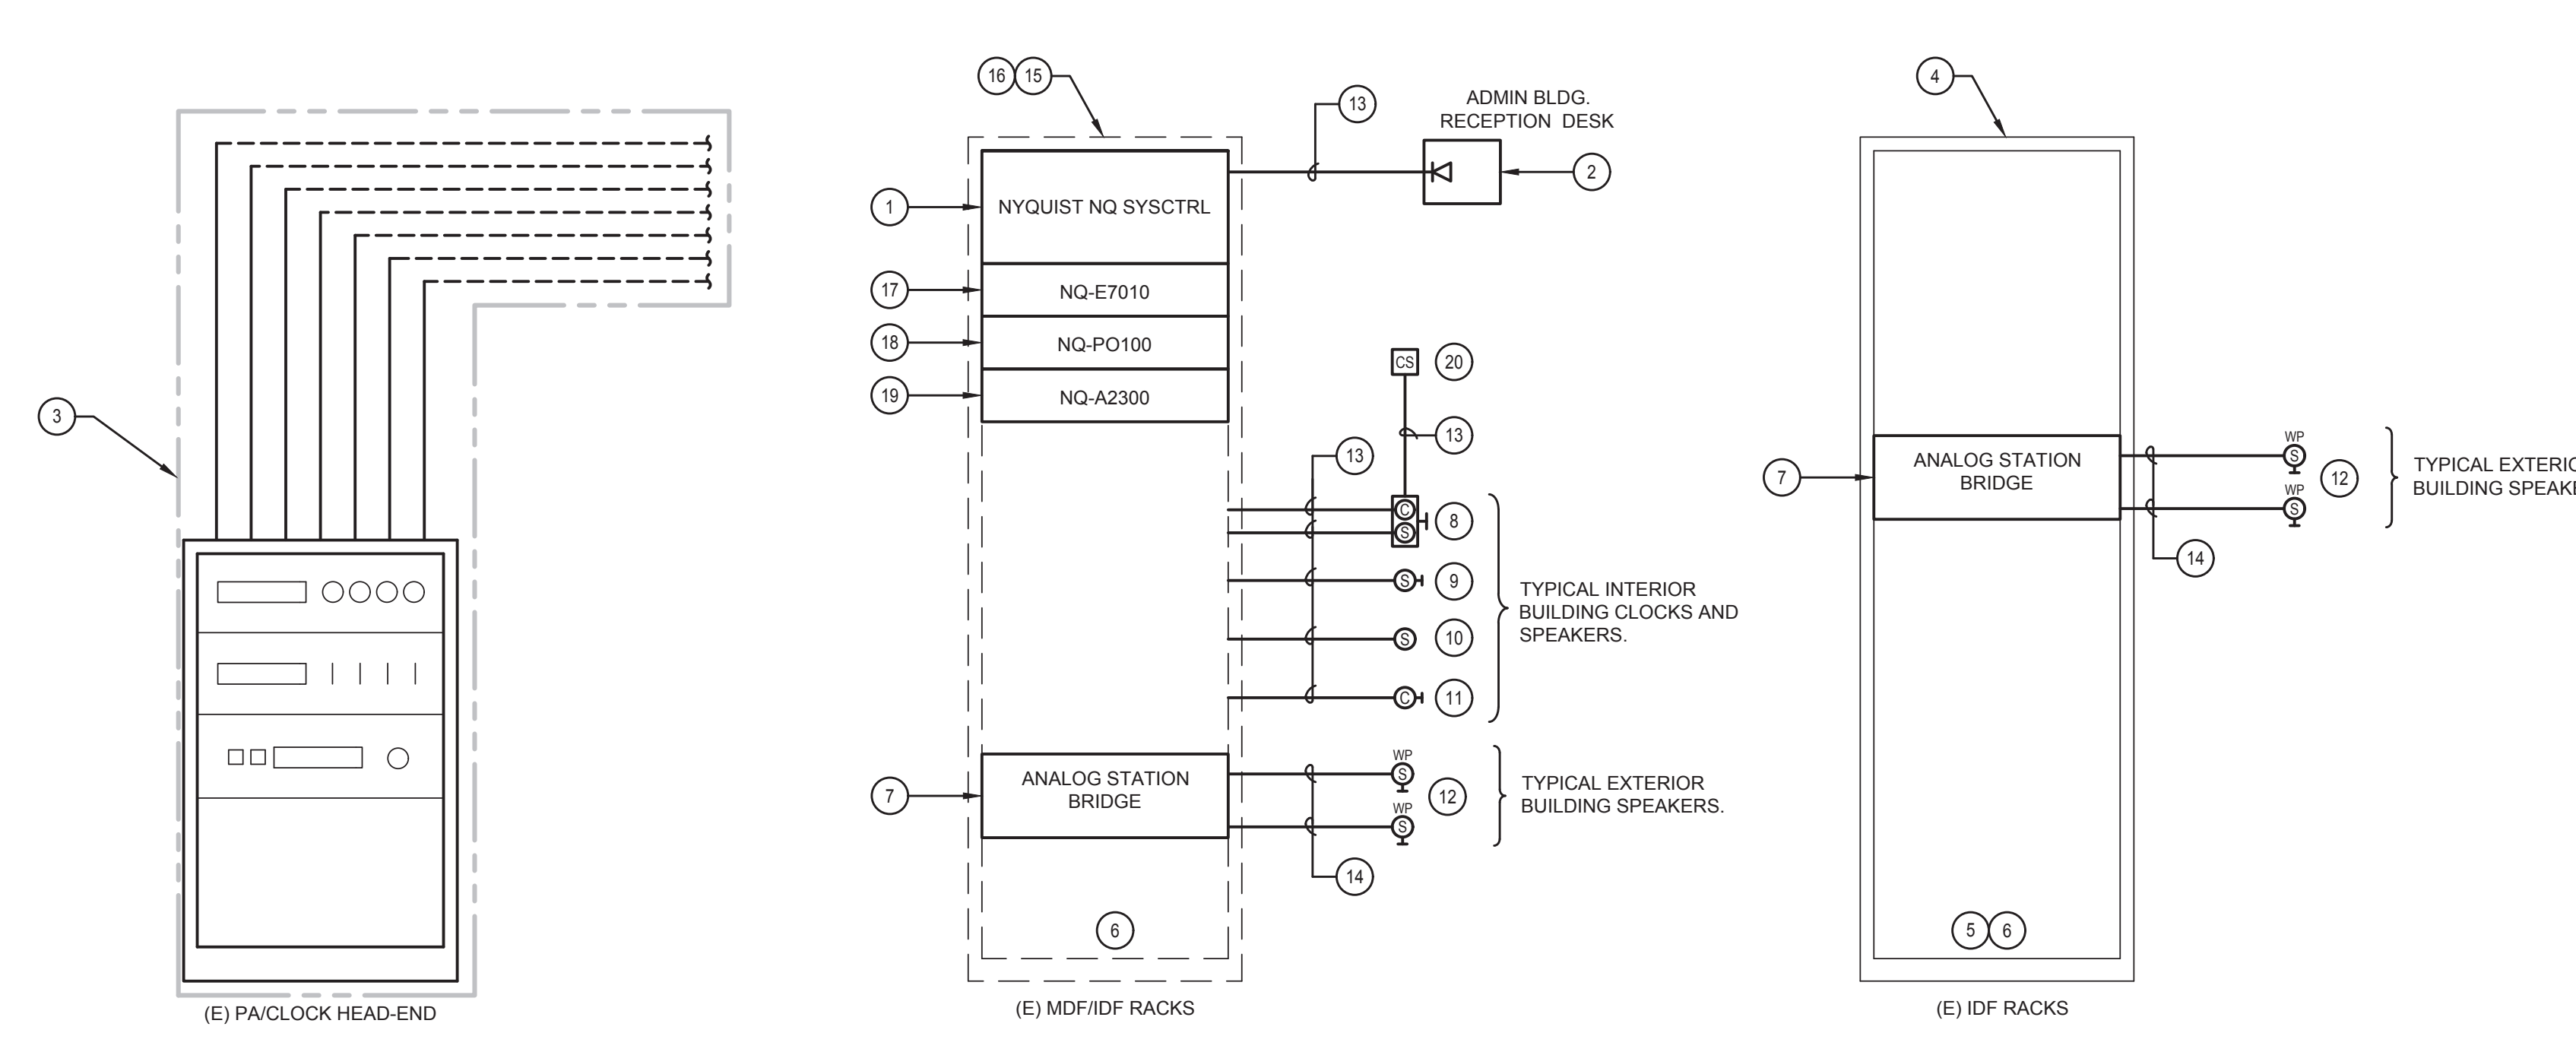 3
(E) PA/CLOCK HEAD-END
16 15
13
ADMIN BLDG.
RECEPTION DESK
2
1
NYQUIST NQ SYSCTRL
17
NQ-E7010
18
NQ-PO100
19
NQ-A2300
CS 20
13
13
C
S
8
S 9
S 10
C 11
TYPICAL INTERIOR
BUILDING CLOCKS AND
SPEAKERS.
7
ANALOG STATION
BRIDGE
WP
S
WP
S
12
TYPICAL EXTERIOR
BUILDING SPEAKERS.
14
6
(E) MDF/IDF RACKS
4
7
ANALOG STATION
BRIDGE
WP
S
WP
S
12
TYPICAL
BUILDING
14
5 6
(E) IDF RACKS